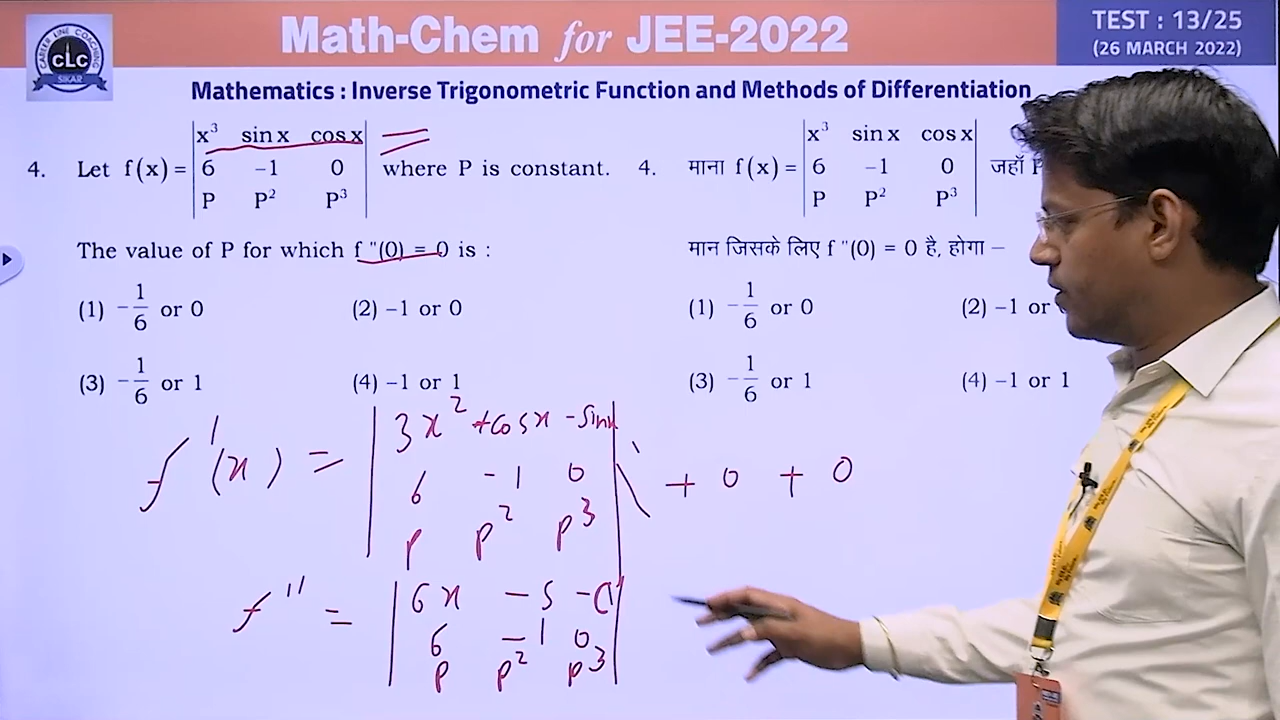 CAREER LINE COACHING
CLC
SIKAR
Math-Chem for JEE-2022
TEST : 13/25
(26 MARCH 2022)
Mathematics : Inverse Trigonometric Function and Methods of Differentiation
4. Let f(x) = |x³ sin x cos x|
|6 −1 0| where P is constant.
|P P² P³|
The value of P for which f "(0) = 0 is :
(1) −1/6 or 0 (2) −1 or 0
(3) −1/6 or 1 (4) −1 or 1
4. माना f(x) = |x³ sin x cos x|
|6 −1 0| जहाँ
|P P² P³|
मान जिसके लिए f "(0) = 0 है, होगा –
(1) −1/6 or 0 (2) −1 or
(3) −1/6 or 1 (4) −1 or 1
f'(x) = |3x² +cosx -sinx|
|6 -1 0| + 0 + 0
|p p² p³|
f'' = |6x -s -c|
|6 -1 0|
|p p² p³|